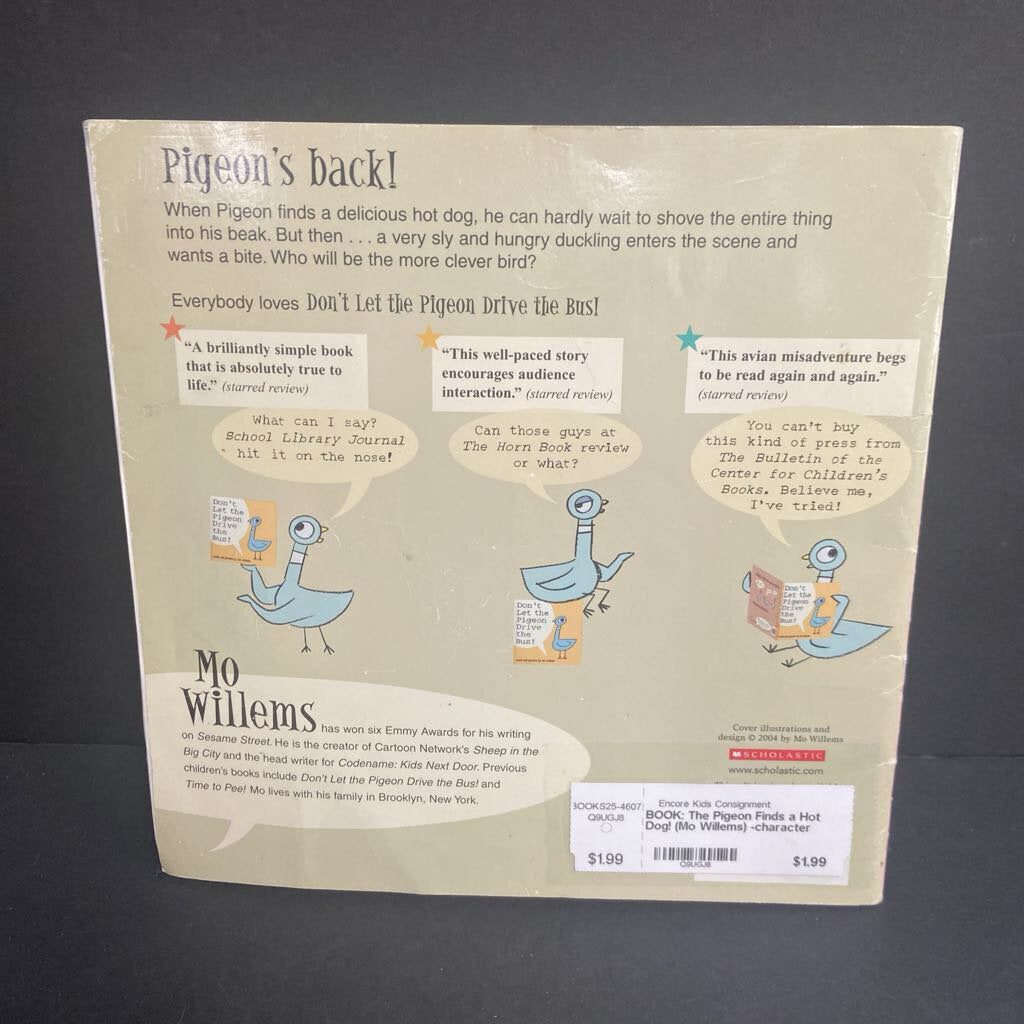 Pigeon's back!
When Pigeon finds a delicious hot dog, he can hardly wait to shove the entire thing
into his beak. But then . . . a very sly and hungry duckling enters the scene and
wants a bite. Who will be the more clever bird?
Everybody loves Don't Let the Pigeon Drive the Bus!
"A brilliantly simple book
that is absolutely true to
life." (starred review)
What can I say?
School Library Journal
hit it on the nose!
Don't
Let the
Pigeon
Drive
the
Bus!
"This well-paced story
encourages audience
interaction." (starred review)
Can those guys at
The Horn Book review
or what?
Don't
Let the
Pigeon
Drive
the
Bus!
"This avian misadventure begs
to be read again and again."
(starred review)
You can't buy
this kind of press from
The Bulletin of the
Center for Children's
Books. Believe me,
I've tried!
Don't
Let the
Pigeon
Drive
the
Bus!
Mo
Willems has won six Emmy Awards for his writing
on Sesame Street. He is the creator of Cartoon Network's Sheep in the
Big City and the head writer for Codename: Kids Next Door. Previous
children's books include Don't Let the Pigeon Drive the Bus! and
Time to Pee! Mo lives with his family in Brooklyn, New York.
Cover illustrations and
design © 2004 by Mo Willems
SCHOLASTIC
www.scholastic.com
BOOKS25-4607
Q9UGJ8
$1.99
Encore Kids Consignment
BOOK: The Pigeon Finds a Hot
Dog! (Mo Willems) -character
Q9UGJ8
$1.99